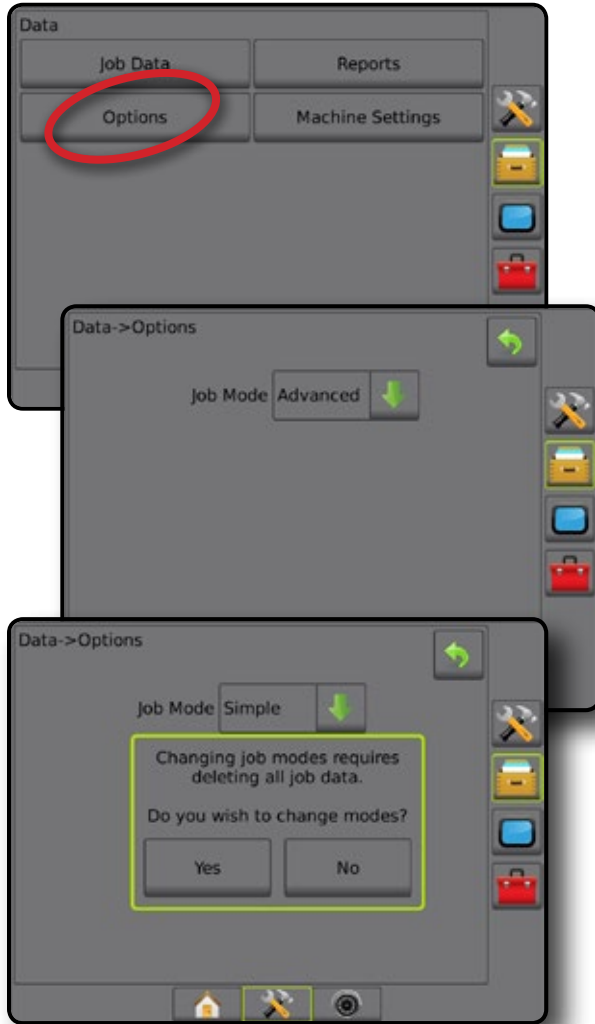 Data
Job Data Reports
Options Machine Settings
Data->Options
Job Mode Advanced
Data->Options
Job Mode Simple
Changing job modes requires
deleting all job data.
Do you wish to change modes?
Yes No